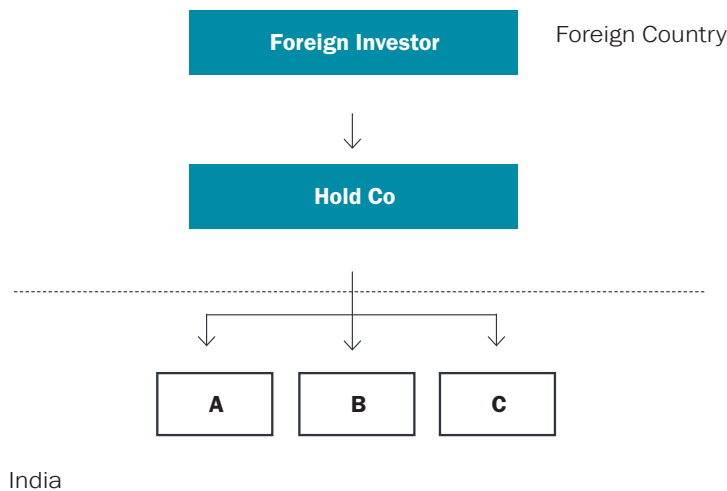 Foreign Investor
Foreign Country
Hold Co
A
B
C
India